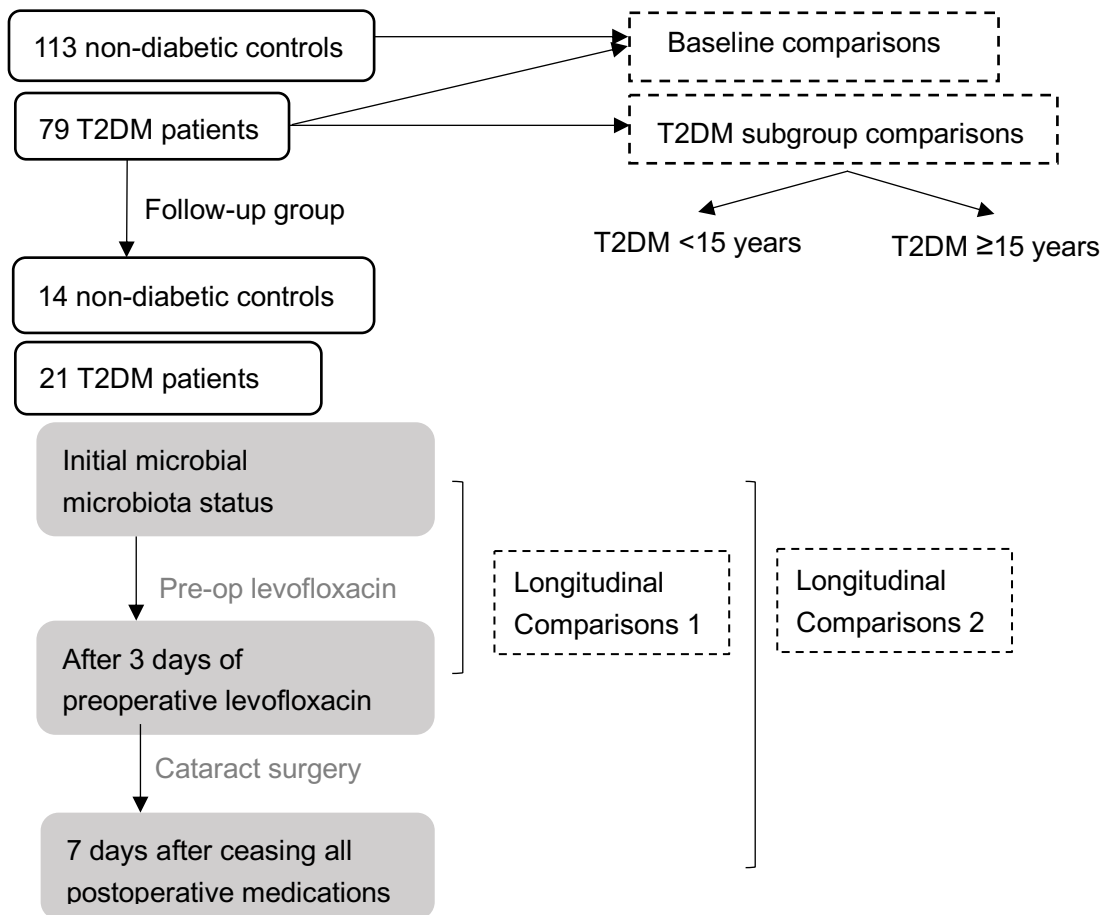 113 non-diabetic controls
Baseline comparisons
79 T2DM patients
T2DM subgroup comparisons
Follow-up group
T2DM <15 years
T2DM ≥15 years
14 non-diabetic controls
21 T2DM patients
Initial microbial
microbiota status
Pre-op levofloxacin
Longitudinal
Comparisons 1
Longitudinal
Comparisons 2
After 3 days of
preoperative levofloxacin
Cataract surgery
7 days after ceasing all
postoperative medications